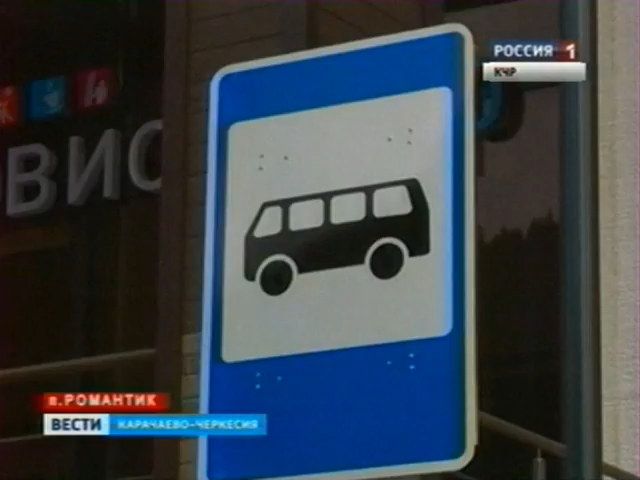 РОССИЯ 1
КЧР
ВИС
п.РОМАНТИК
ВЕСТИ КАРАЧАЕВО-ЧЕРКЕСИЯ